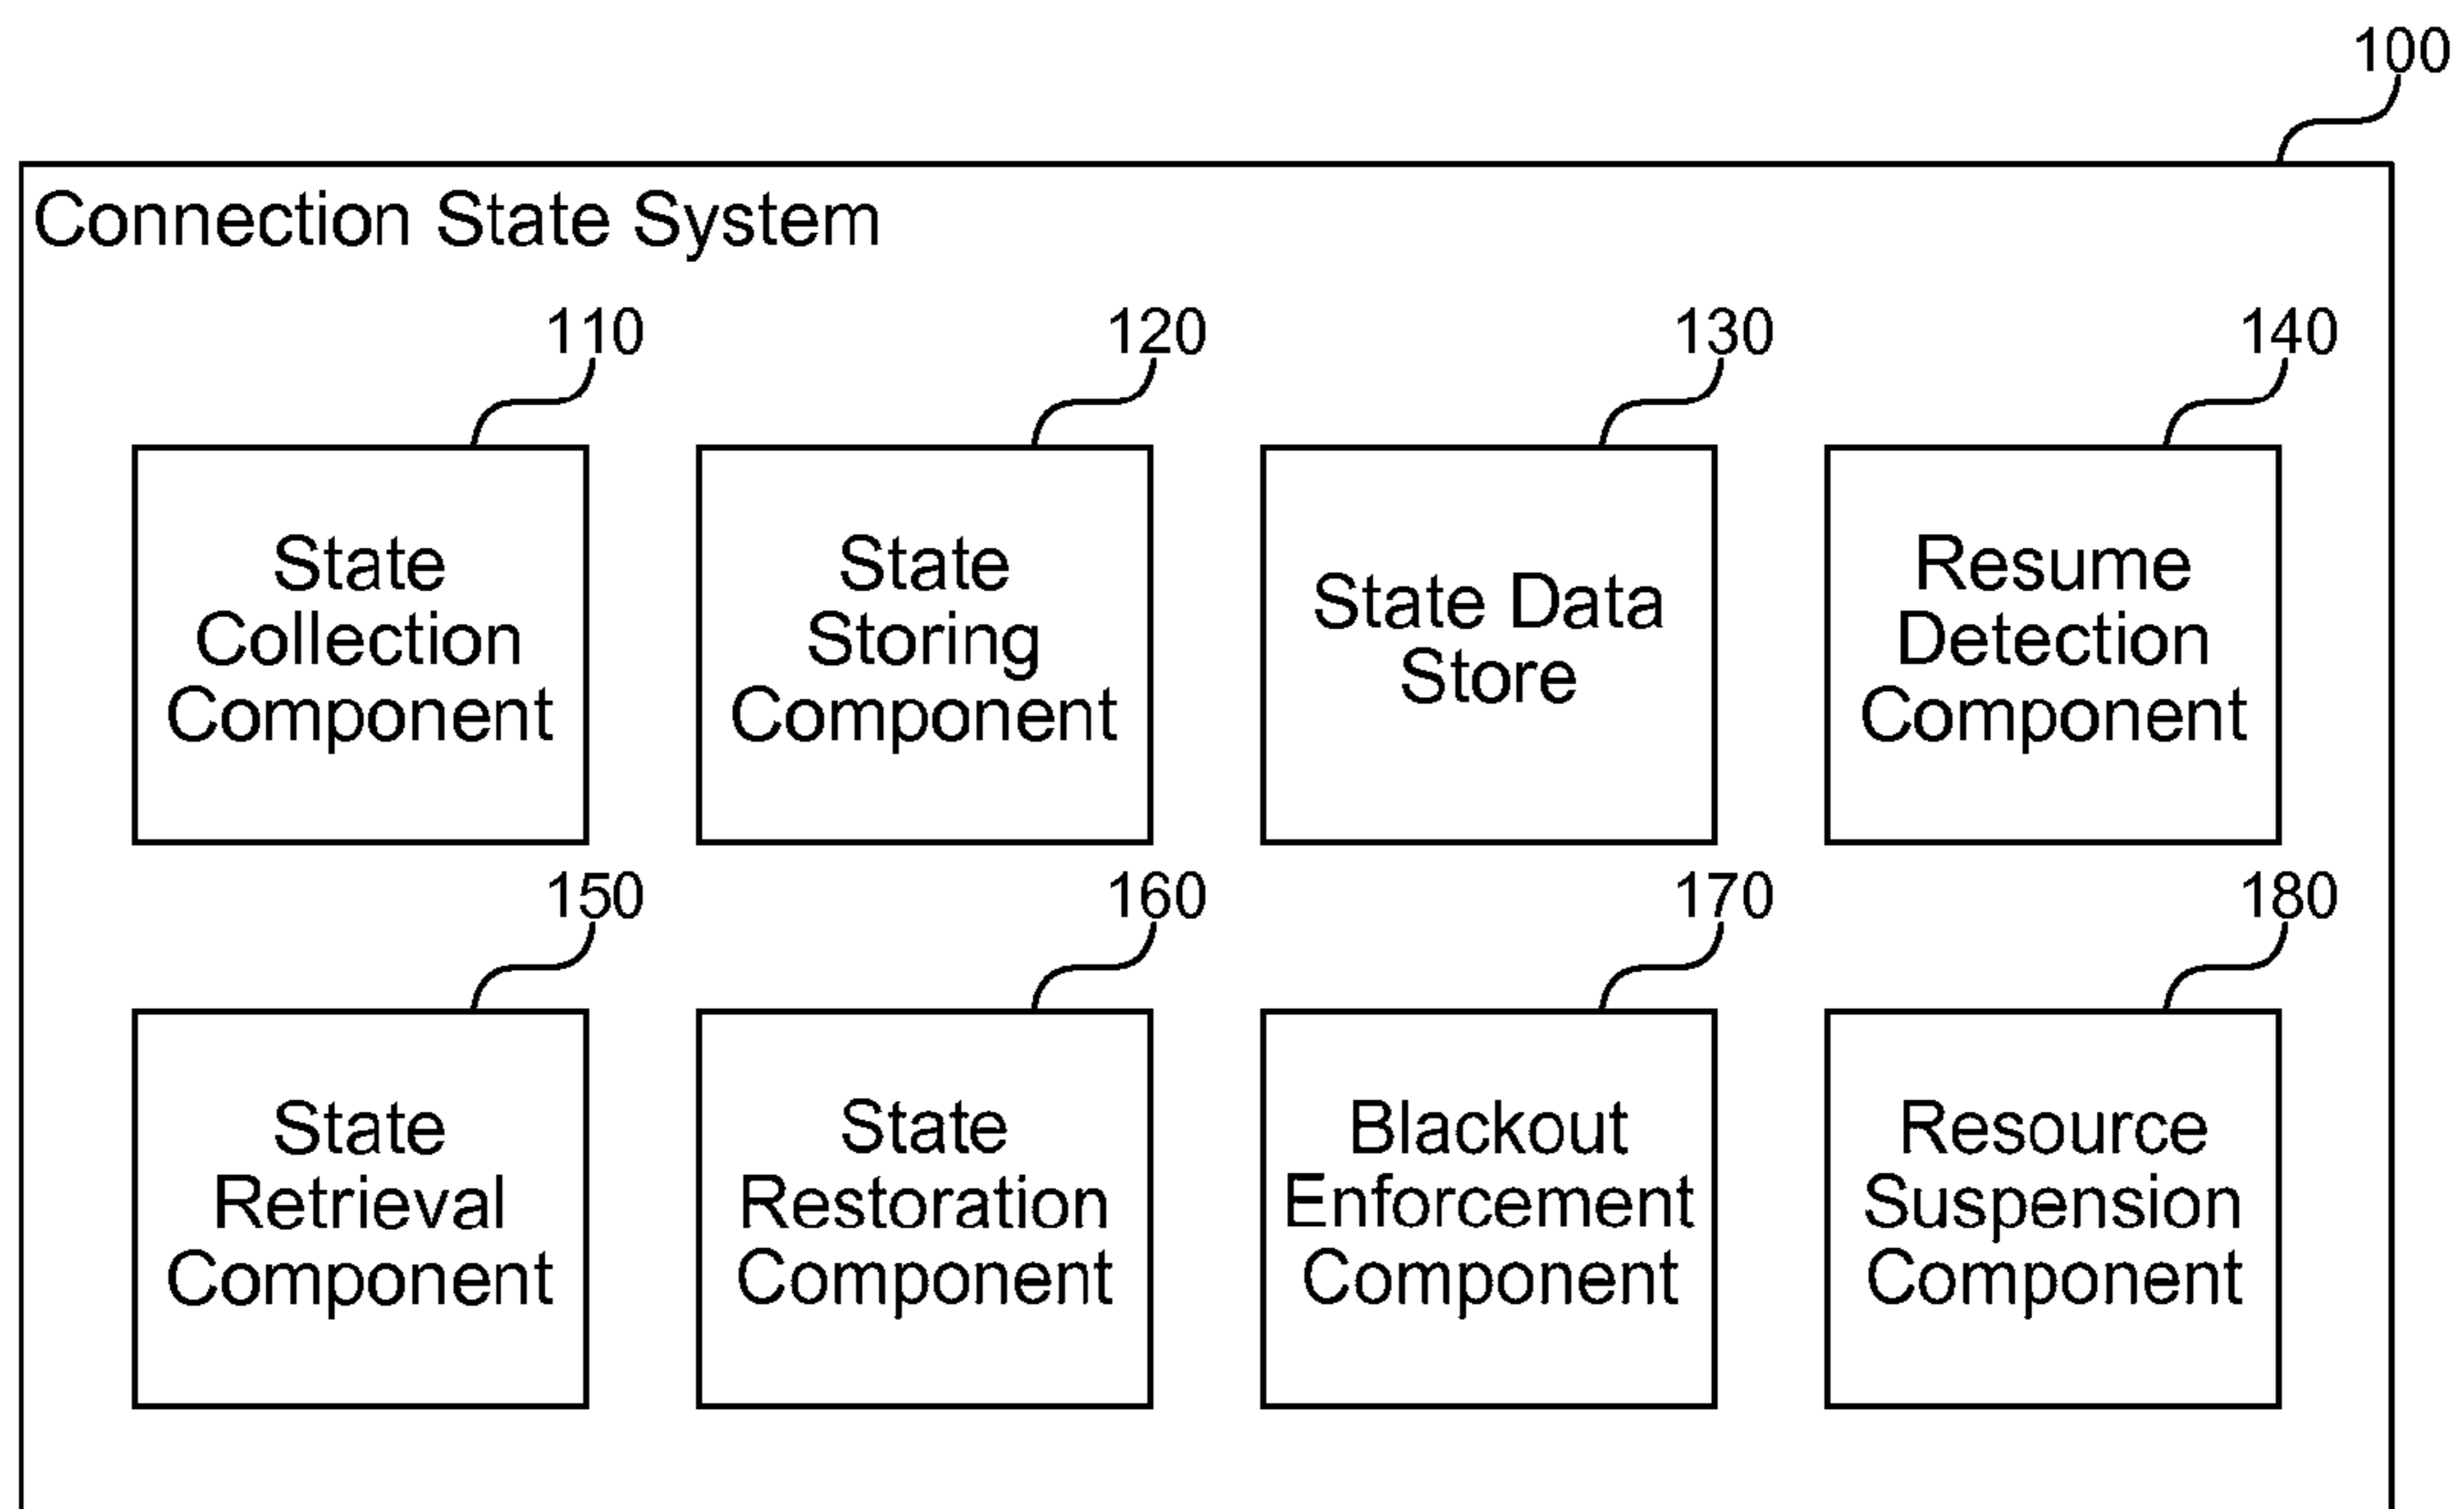 100
Connection State System
110
120
130
140
State
Collection
Component
State
Storing
Component
State Data
Store
Resume
Detection
Component
150
160
170
180
State
Retrieval
Component
State
Restoration
Component
Blackout
Enforcement
Component
Resource
Suspension
Component